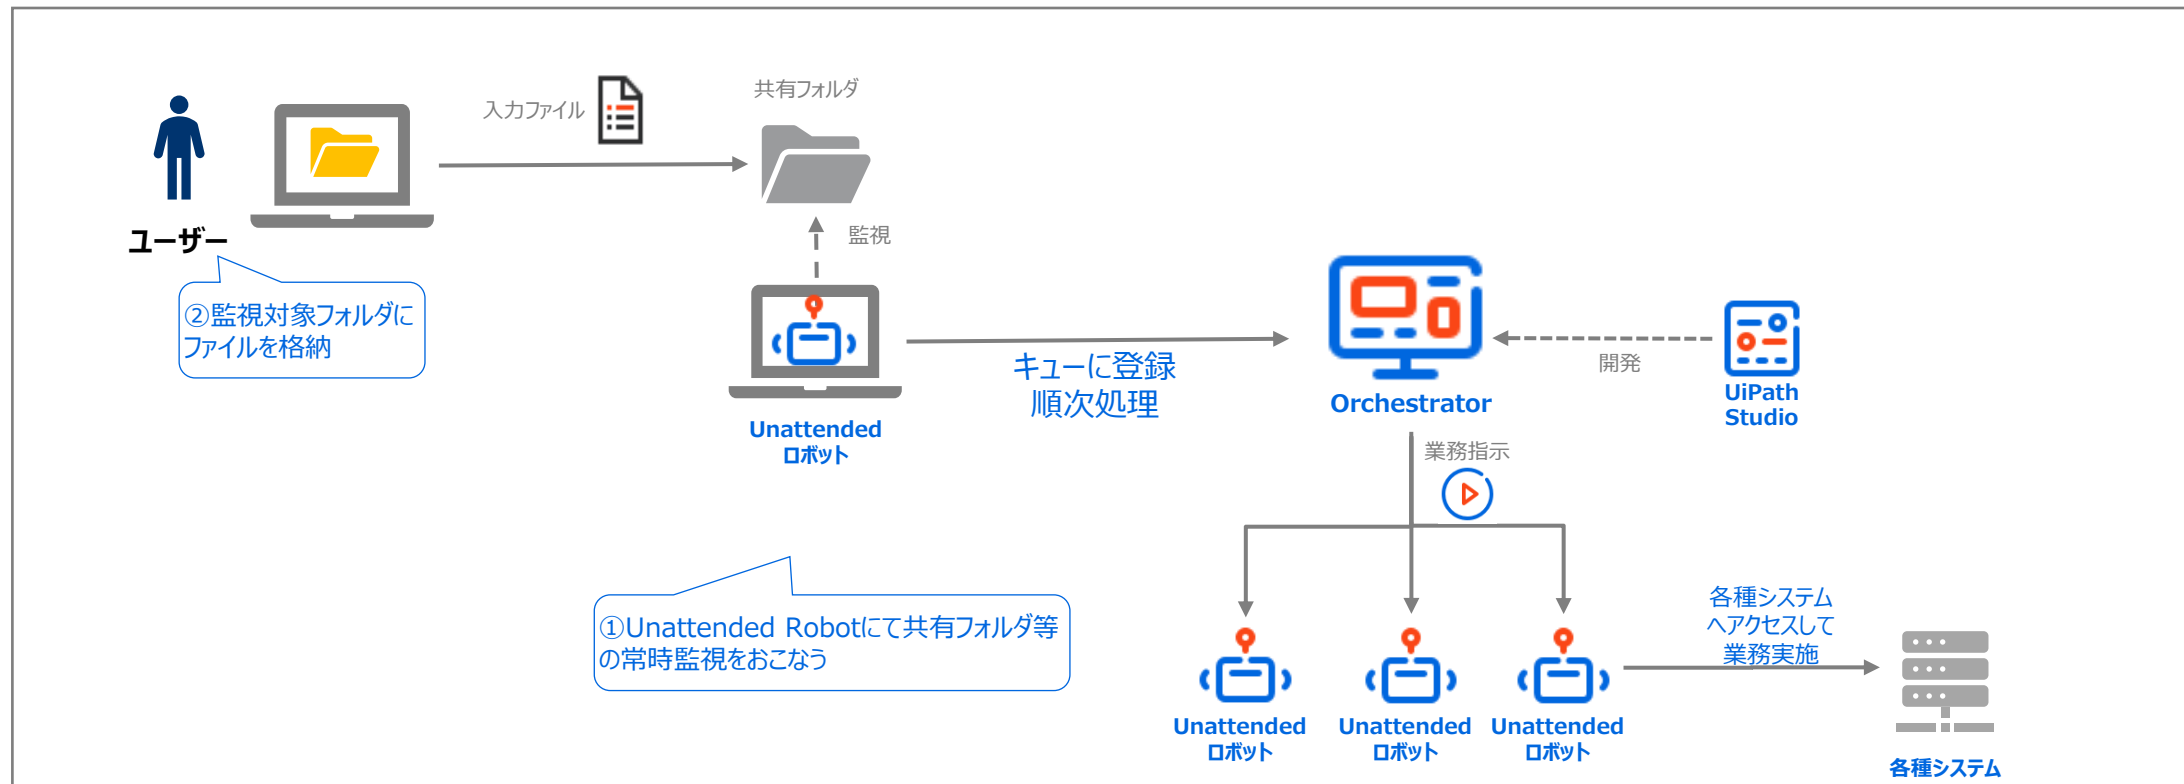 入力ファイル
共有フォルダ
ユーザー
監視
②監視対象フォルダに
ファイルを格納
キューに登録
順次処理
開発
Orchestrator
UiPath
Studio
Unattended
ロボット
業務指示
①Unattended Robotにて共有フォルダ等
の常時監視をおこなう
各種システム
へアクセスして
業務実施
Unattended
ロボット
Unattended
ロボット
Unattended
ロボット
各種システム